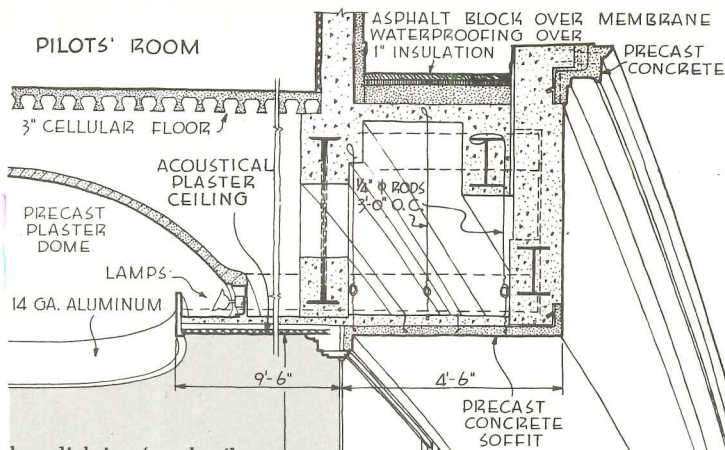 PILOTS' ROOM
ASPHALT BLOCK OVER MEMBRANE
WATERPROOFING OVER
1" INSULATION
PRECAST
CONCRETE
3" CELLULAR FLOOR
ACOUSTICAL
PLASTER
CEILING
1/4" φ RODS
3'-0" O.C.
PRECAST
PLASTER
DOME
LAMPS
14 GA. ALUMINUM
9'-6"
4'-6"
PRECAST
CONCRETE
SOFFIT